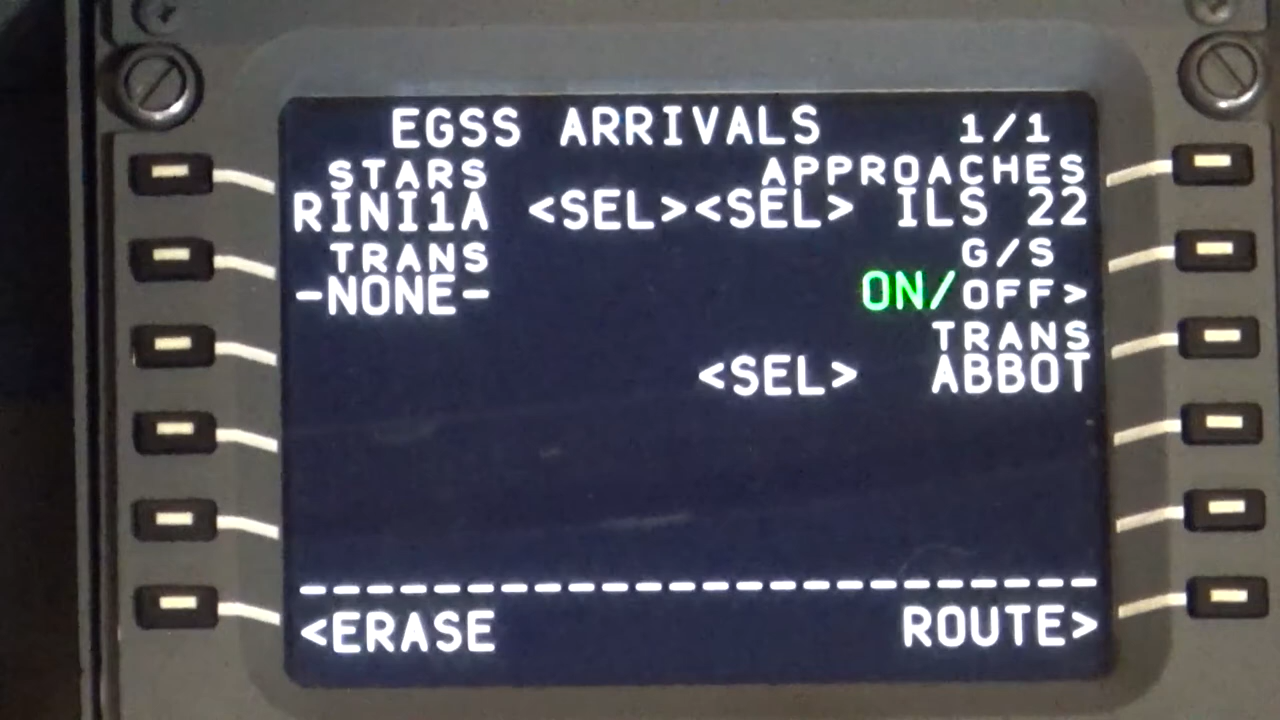 EGSS ARRIVALS 1/1
STARS APPROACHES
RINI1A <SEL><SEL> ILS 22
TRANS G/S
-NONE- ON/OFF>
TRANS
<SEL> ABBOT
<ERASE ROUTE>